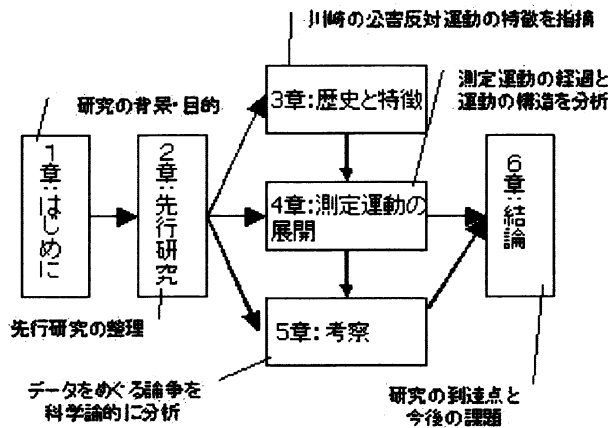 川崎の公害反対運動の特徴を指摘
3章:歴史と特徴
測定運動の経過と
運動の構造を分析
研究の背景・目的
1章:はじめに
2章:先行研究
4章:測定運動の
展開
6章:結論
先行研究の整理
5章:考察
データをめぐる論争を
科学論的に分析
研究の到達点と
今後の課題